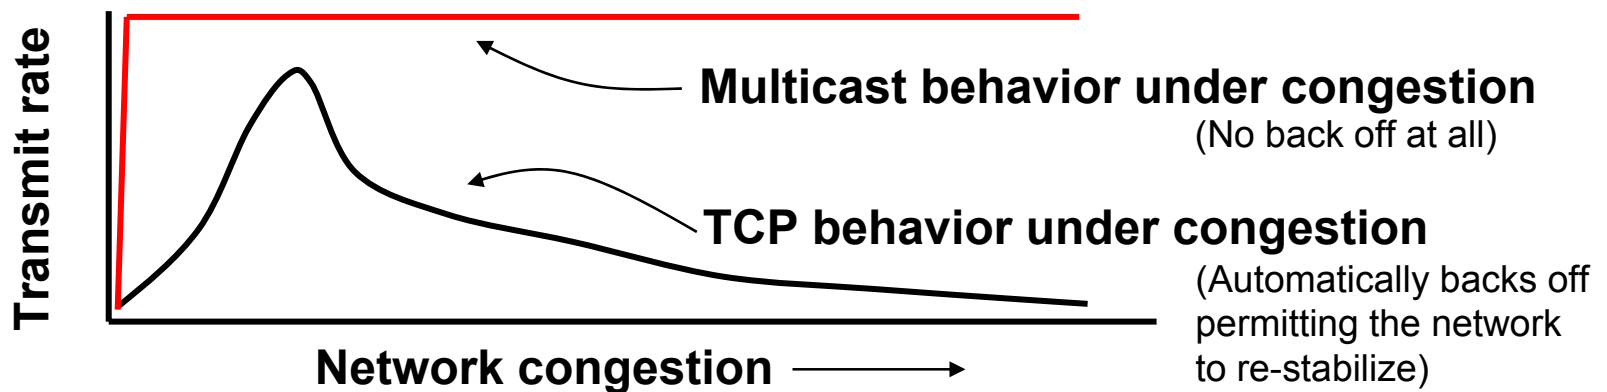 Transmit rate
Multicast behavior under congestion
(No back off at all)
TCP behavior under congestion
(Automatically backs off
permitting the network
to re-stabilize)
Network congestion